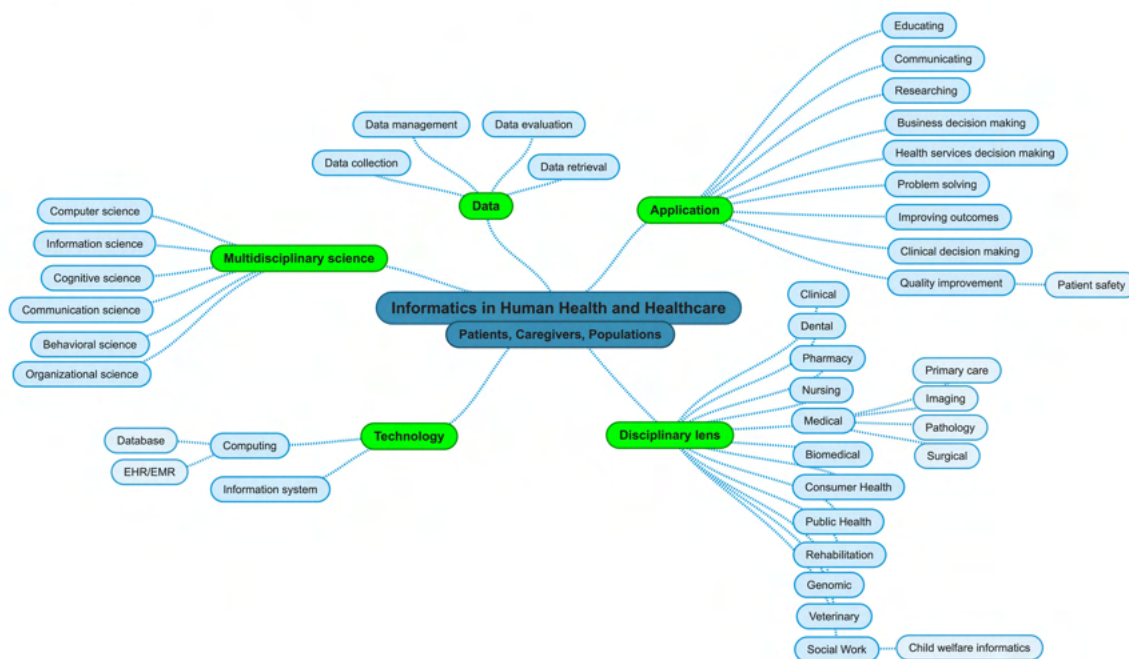 Informatics in Human Health and Healthcare
Patients, Caregivers, Populations
Data
Data collection
Data management
Data evaluation
Data retrieval
Application
Educating
Communicating
Researching
Business decision making
Health services decision making
Problem solving
Improving outcomes
Clinical decision making
Quality improvement
Patient safety
Multidisciplinary science
Computer science
Information science
Cognitive science
Communication science
Behavioral science
Organizational science
Technology
Computing
Database
EHR/EMR
Information system
Disciplinary lens
Clinical
Dental
Pharmacy
Nursing
Medical
Primary care
Imaging
Pathology
Surgical
Biomedical
Consumer Health
Public Health
Rehabilitation
Genomic
Veterinary
Social Work
Child welfare informatics